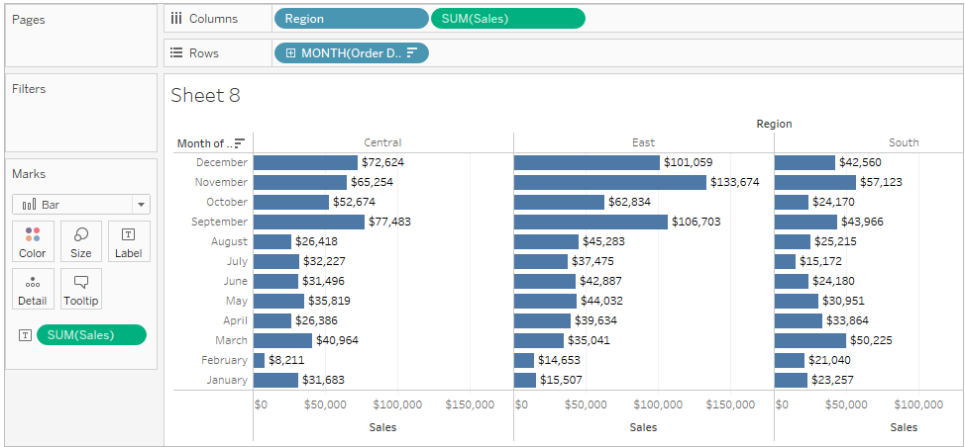 Pages
Columns Region SUM(Sales)
Rows MONTH(Order D..
Filters
Sheet 8
Region
Month of .. Central East South
December $72,624 $101,059 $42,560
November $65,254 $133,674 $57,123
October $52,674 $62,834 $24,170
September $77,483 $106,703 $43,966
August $26,418 $45,283 $25,215
July $32,227 $37,475 $15,172
June $31,496 $42,887 $24,180
May $35,819 $44,032 $30,951
April $26,386 $39,634 $33,864
March $40,964 $35,041 $50,225
February $8,211 $14,653 $21,040
January $31,683 $15,507 $23,257
$0 $50,000 $100,000 $150,000 $0 $50,000 $100,000 $150,000 $0 $50,000 $100,000
Sales Sales Sales
Marks
Bar
Color Size T Label
Detail Tooltip
T SUM(Sales)